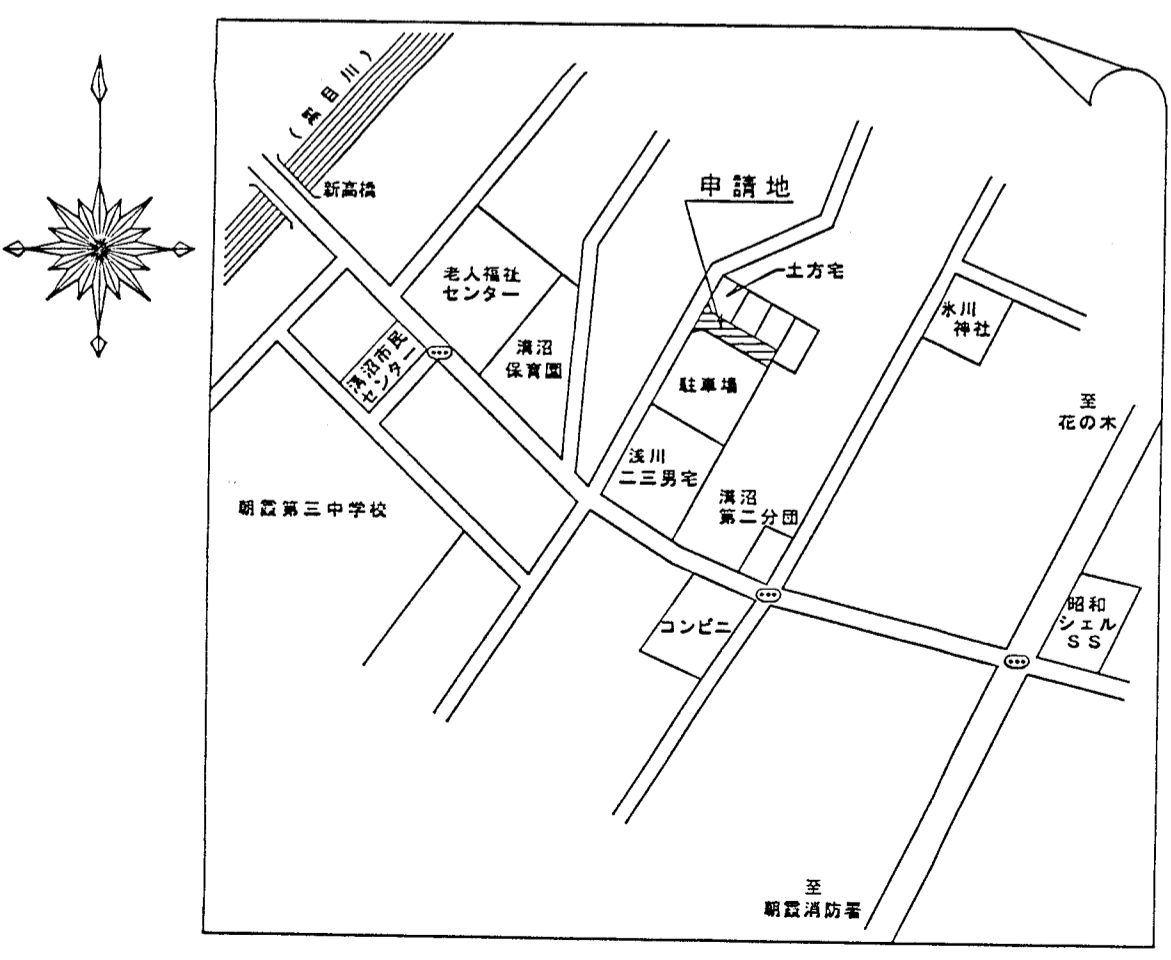 (黒目川)
新高橋
申請地
老人福祉
センター
土方宅
溝沼市民
センター
溝沼
保育園
氷川
神社
駐車場
至
花の木
浅川
二三男宅
溝沼
第二分団
朝霞第三中学校
コンビニ
昭和
シェル
SS
至
朝霞消防署